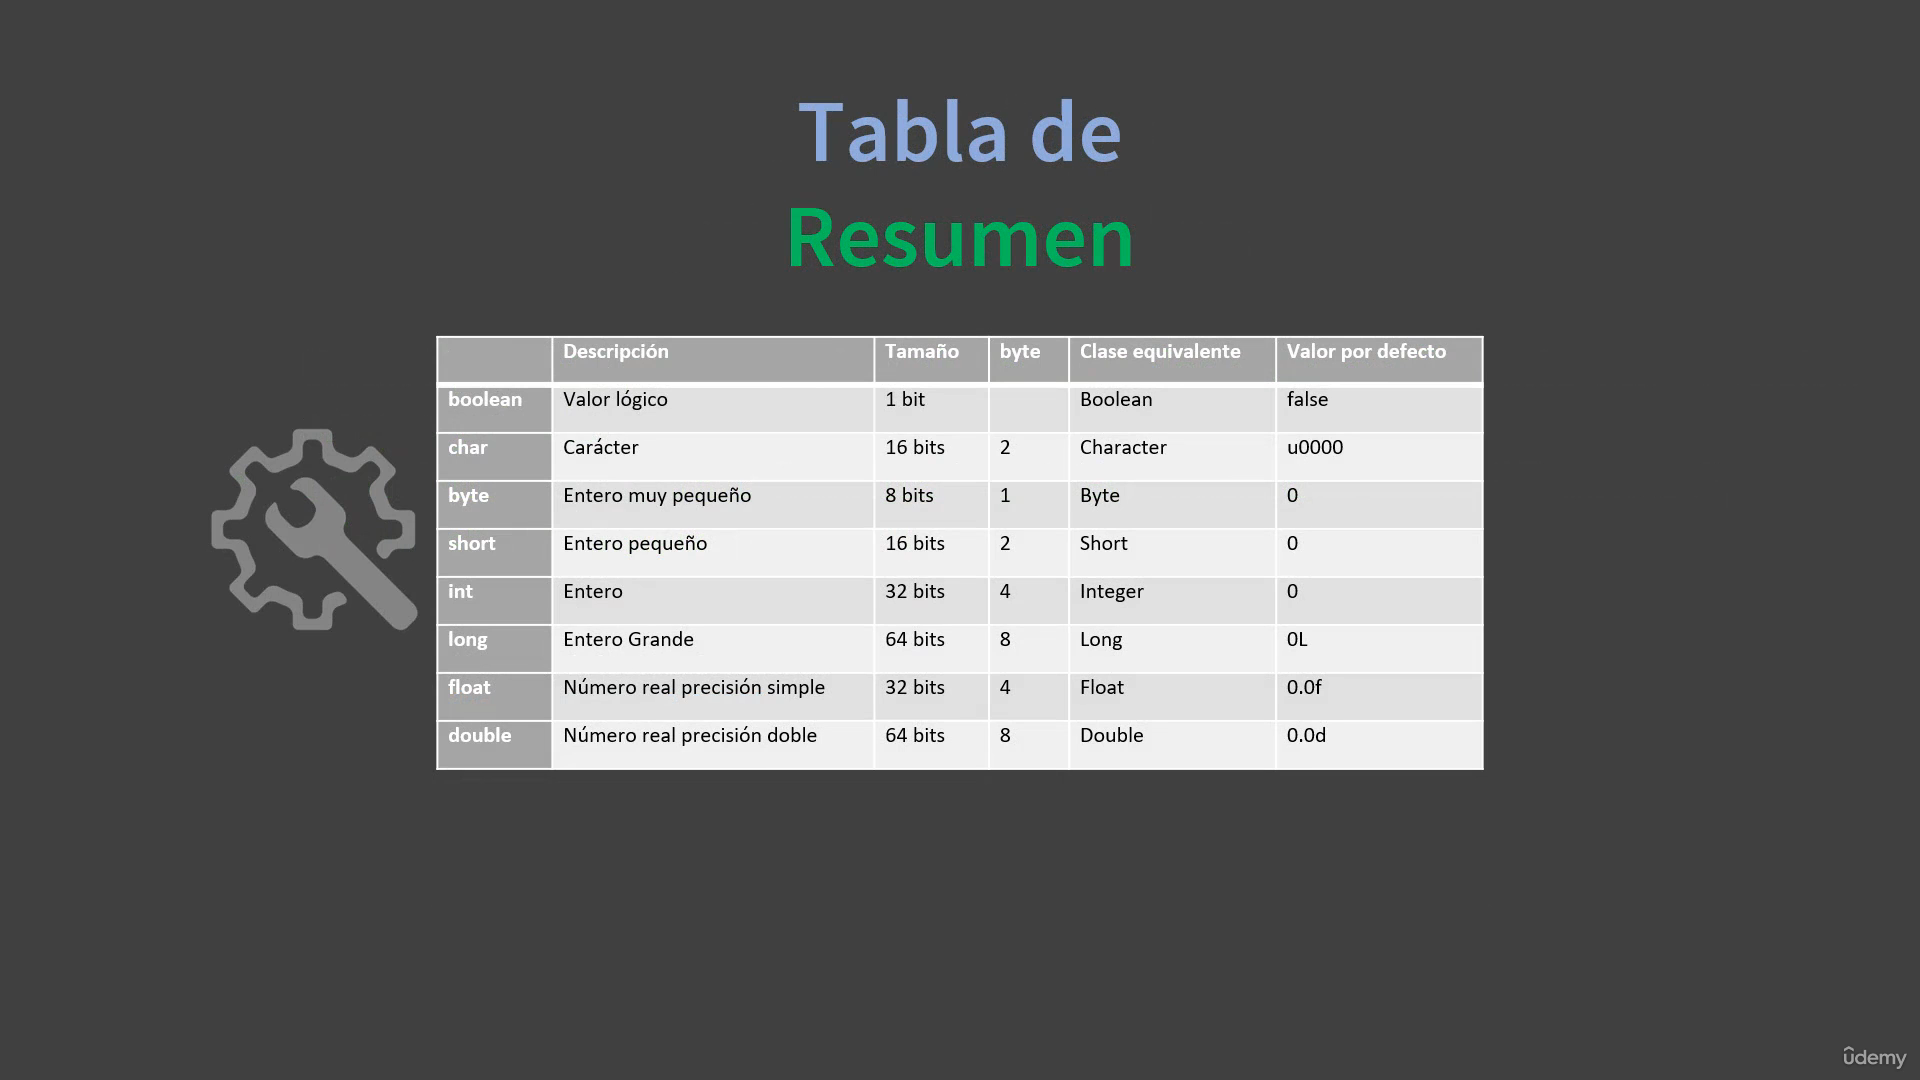 Tabla de
Resumen
Descripción Tamaño byte Clase equivalente Valor por defecto
boolean Valor lógico 1 bit Boolean false
char Carácter 16 bits 2 Character u0000
byte Entero muy pequeño 8 bits 1 Byte 0
short Entero pequeño 16 bits 2 Short 0
int Entero 32 bits 4 Integer 0
long Entero Grande 64 bits 8 Long 0L
float Número real precisión simple 32 bits 4 Float 0.0f
double Número real precisión doble 64 bits 8 Double 0.0d
udemy